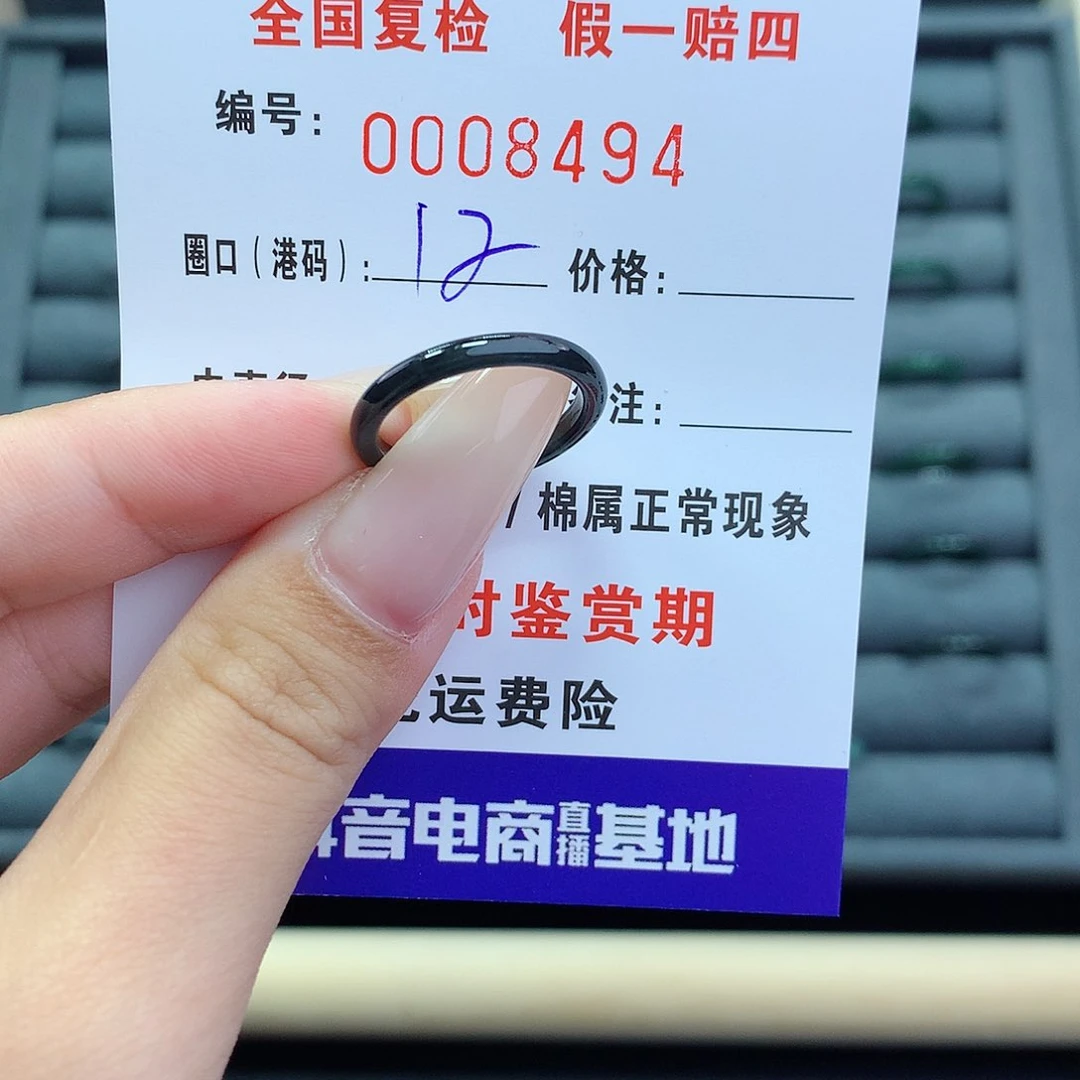 全国复检 假一赔四
编号: 0008494
圈口(港码): 12 价格:
注:
/棉属正常现象
时鉴赏期
运费险
音电商直播基地